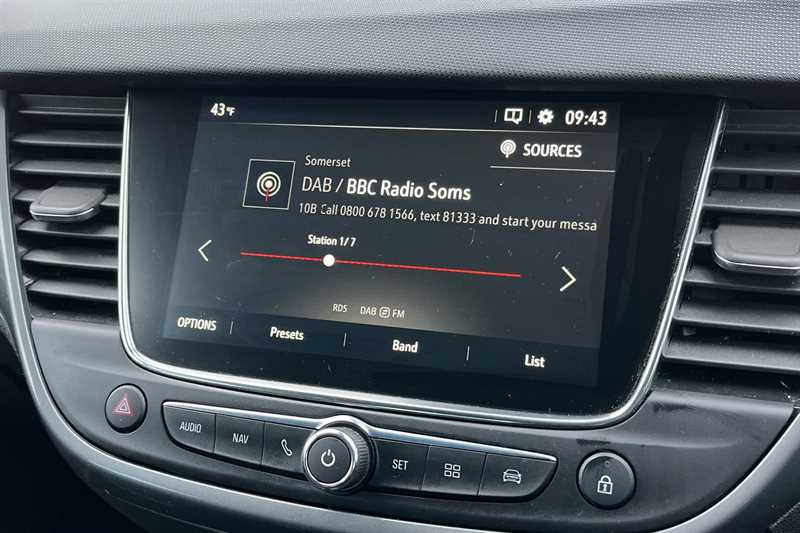 43°F
09:43
SOURCES
Somerset
DAB / BBC Radio Soms
10B Call 0800 678 1566, text 81333 and start your messa
Station 1/7
RDS DAB FM
OPTIONS Presets Band List
AUDIO NAV SET